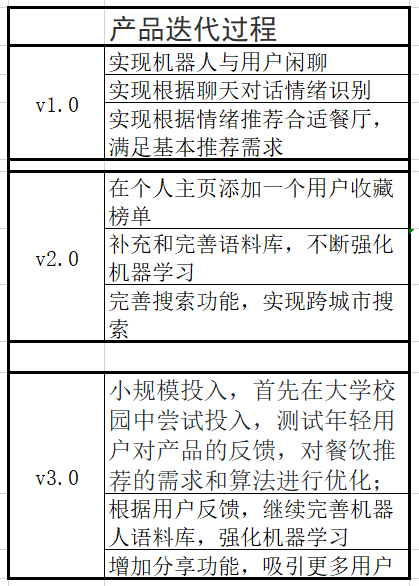 产品迭代过程
v1.0
实现机器人与用户闲聊
实现根据聊天对话情绪识别
实现根据情绪推荐合适餐厅，
满足基本推荐需求
v2.0
在个人主页添加一个用户收藏
榜单
补充和完善语料库，不断强化
机器学习
完善搜索功能，实现跨城市搜
索
v3.0
小规模投入，首先在大学校
园中尝试投入，测试年轻用
户对产品的反馈，对餐饮推
荐的需求和算法进行优化；
根据用户反馈，继续完善机器
人语料库，强化机器学习
增加分享功能，吸引更多用户